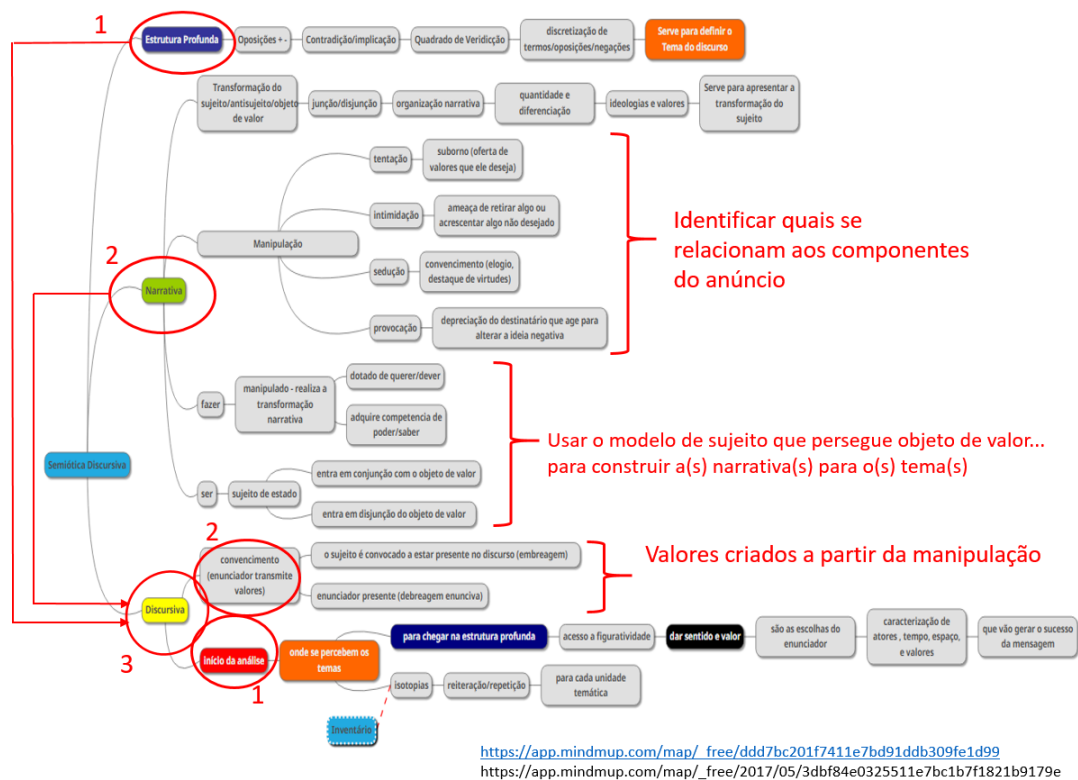 1
Estrutura Profunda
Oposições + -
Contradição/implicação
Quadrado de Veridicção
discretização de
termos/oposições/negações
Serve para definir o
Tema do discurso
Transformação do
sujeito/antisujeito/objeto
de valor
junção/disjunção
organização narrativa
quantidade e
diferenciação
ideologias e valores
Serve para apresentar a
transformação do
sujeito
tentação
suborno (oferta de
valores que ele deseja)
intimidação
ameaça de retirar algo ou
acrescentar algo não desejado
Manipulação
sedução
convencimento (elogio,
destaque de virtudes)
provocação
depreciação do destinatário que age para
alterar a ideia negativa
Identificar quais se
relacionam aos componentes
do anúncio
2
Narrativa
fazer
manipulado - realiza a
transformação
narrativa
dotado de querer/dever
adquire competencia de
poder/saber
Usar o modelo de sujeito que persegue objeto de valor...
para construir a(s) narrativa(s) para o(s) tema(s)
Semiótica Discursiva
ser
sujeito de estado
entra em conjunção com o objeto de valor
entra em disjunção do objeto de valor
2
convencimento
(enunciador transmite
valores)
o sujeito é convocado a estar presente no discurso (embreagem)
enunciador presente (debreagem enunciva)
Valores criados a partir da manipulação
Discursiva
3
início da análise
1
onde se percebem os
temas
para chegar na estrutura profunda
acesso a figuratividade
dar sentido e valor
são as escolhas do
enunciador
caracterização de
atores , tempo, espaço,
e valores
que vão gerar o sucesso
da mensagem
isotopias
reiteração/repetição
para cada unidade
temática
Inventário
https://app.mindmup.com/map/_free/ddd7bc201f7411e7bd91ddb309fe1d99
https://app.mindmup.com/map/_free/2017/05/3dbf84e0325511e7bc1b7f1821b9179e